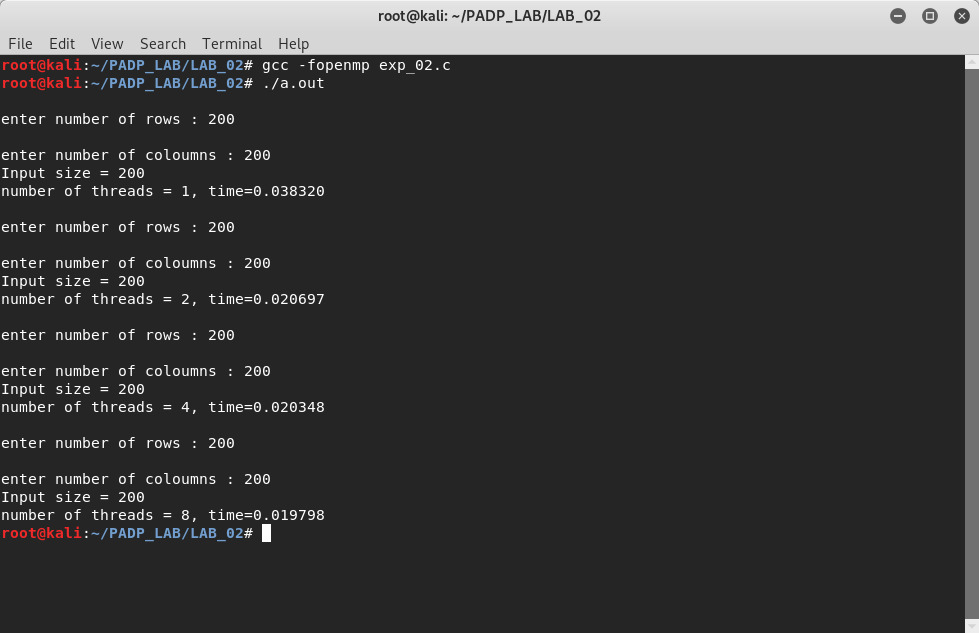 root@kali: ~/PADP_LAB/LAB_02
File Edit View Search Terminal Help
root@kali:~/PADP_LAB/LAB_02# gcc -fopenmp exp_02.c
root@kali:~/PADP_LAB/LAB_02# ./a.out
enter number of rows : 200
enter number of coloumns : 200
Input size = 200
number of threads = 1, time=0.038320
enter number of rows : 200
enter number of coloumns : 200
Input size = 200
number of threads = 2, time=0.020697
enter number of rows : 200
enter number of coloumns : 200
Input size = 200
number of threads = 4, time=0.020348
enter number of rows : 200
enter number of coloumns : 200
Input size = 200
number of threads = 8, time=0.019798
root@kali:~/PADP_LAB/LAB_02#